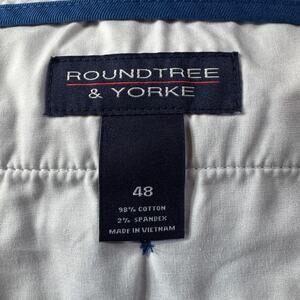 ROUNDTREE
& YORKE
48
98% COTTON
2% SPANDEX
MADE IN VIETNAM